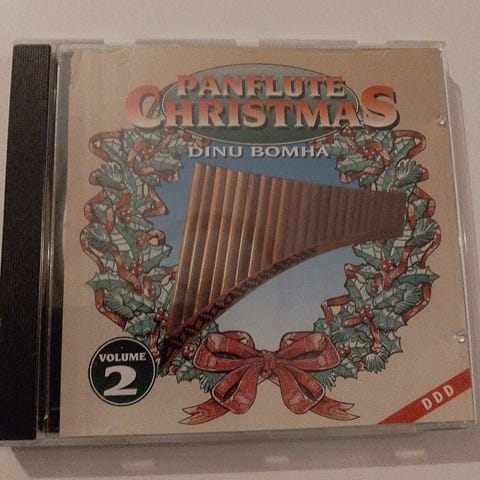 PANFLUTE
CHRISTMAS
DINU BOMHA
VOLUME
2
DDD